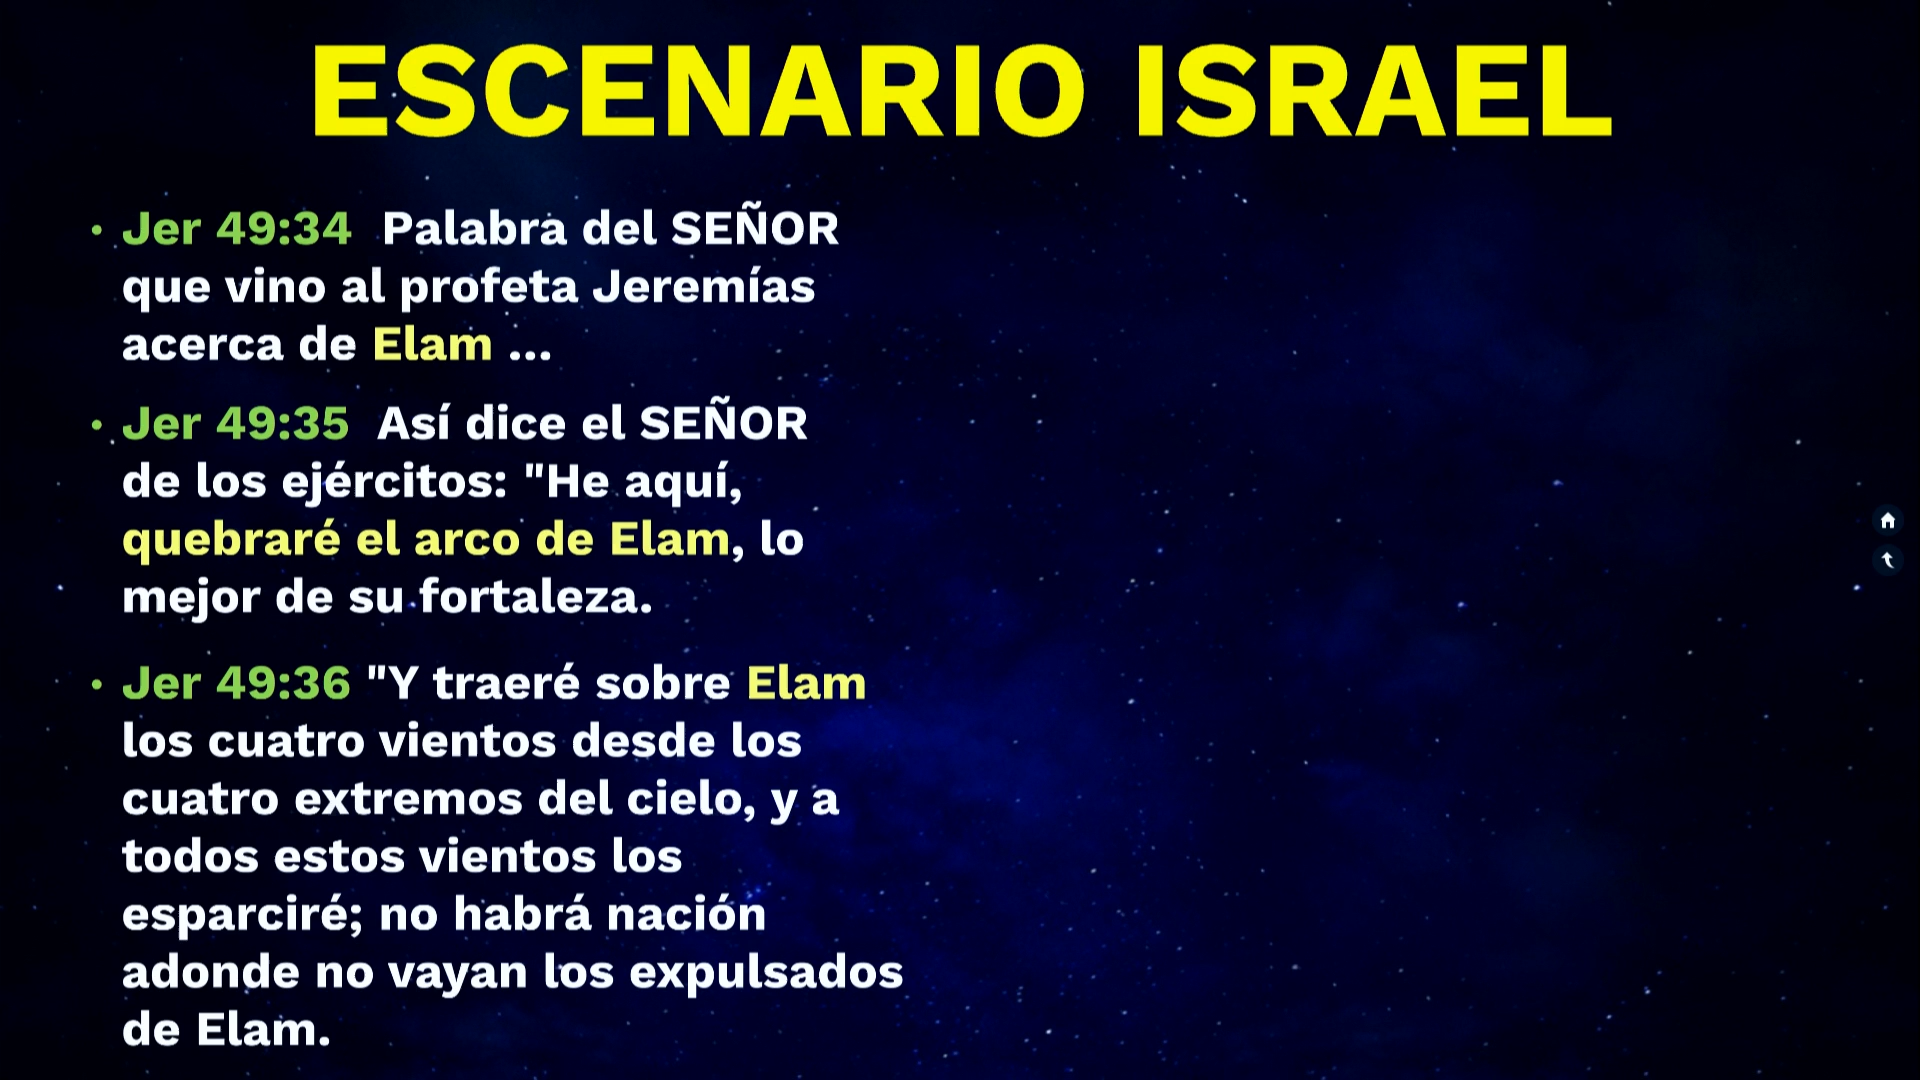 ESCENARIO ISRAEL
• Jer 49:34 Palabra del SEÑOR
que vino al profeta Jeremías
acerca de Elam ...
• Jer 49:35 Así dice el SEÑOR
de los ejércitos: "He aquí,
quebraré el arco de Elam, lo
mejor de su fortaleza.
• Jer 49:36 "Y traeré sobre Elam
los cuatro vientos desde los
cuatro extremos del cielo, y a
todos estos vientos los
esparciré; no habrá nación
adonde no vayan los expulsados
de Elam.